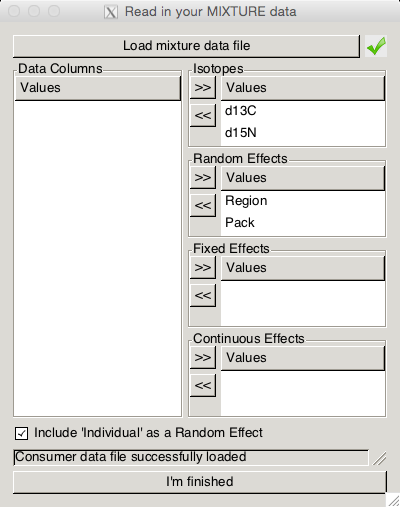 Read in your MIXTURE data
Load mixture data file
Data Columns
Values
Isotopes
>>
<<
Values
d13C
d15N
Random Effects
>>
<<
Values
Region
Pack
Fixed Effects
>>
<<
Values
Continuous Effects
>>
<<
Values
Include 'Individual' as a Random Effect
Consumer data file successfully loaded
I'm finished